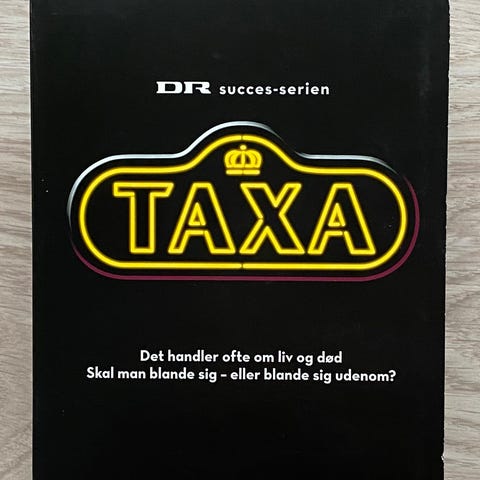 DR succes-serien
TAXA
Det handler ofte om liv og død
Skal man blande sig – eller blande sig udenom?